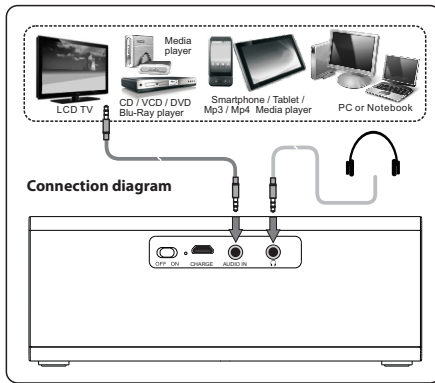 Media
player
LCD TV
CD / VCD / DVD
Blu-Ray player
Smartphone / Tablet /
Mp3 / Mp4 Media player
PC or Notebook
Connection diagram
OFF ON
CHARGE
AUDIO IN